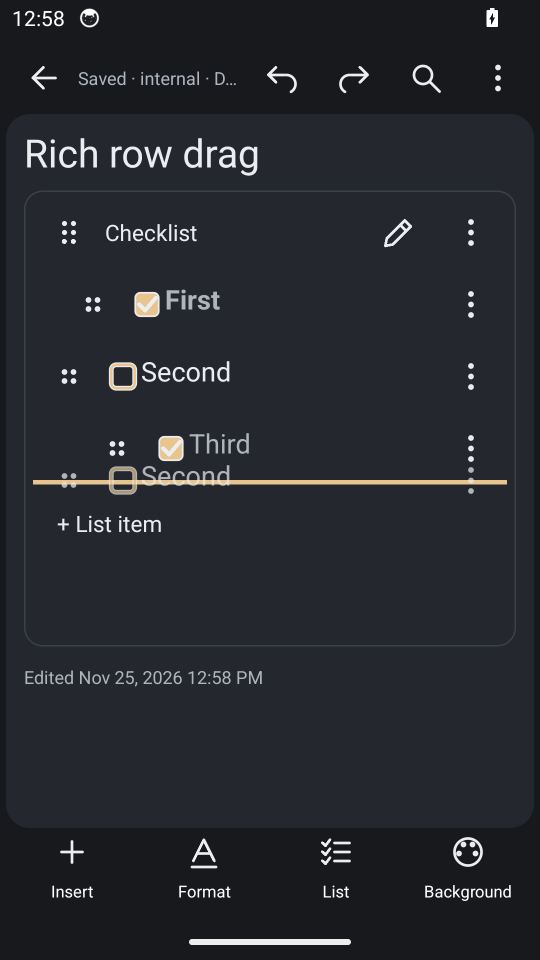 12:58
Saved · internal · D...
Rich row drag
Checklist
First
Second
Third
Second
+ List item
Edited Nov 25, 2026 12:58 PM
Insert Format List Background